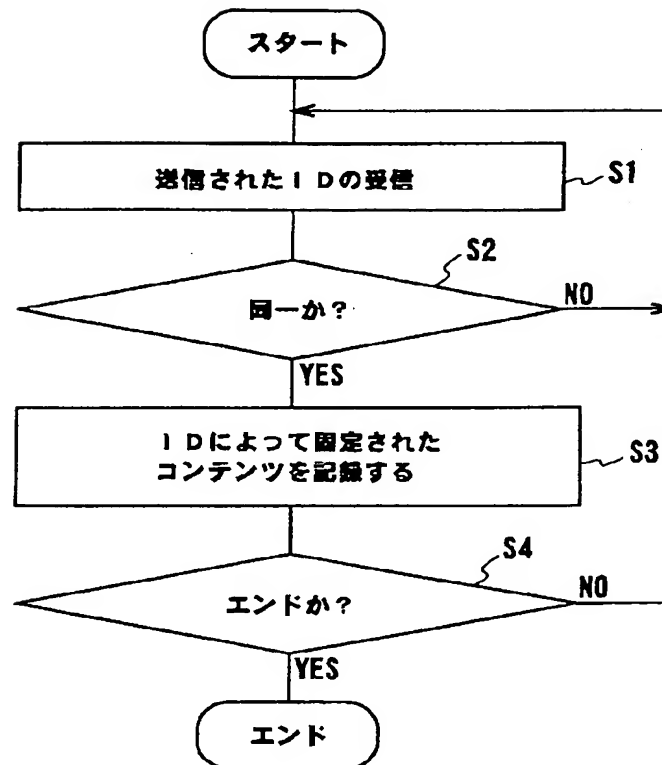 スタート
送信されたIDの受信
S1
S2
同一か？
NO
YES
IDによって固定された
コンテンツを記録する
S3
S4
エンドか？
NO
YES
エンド